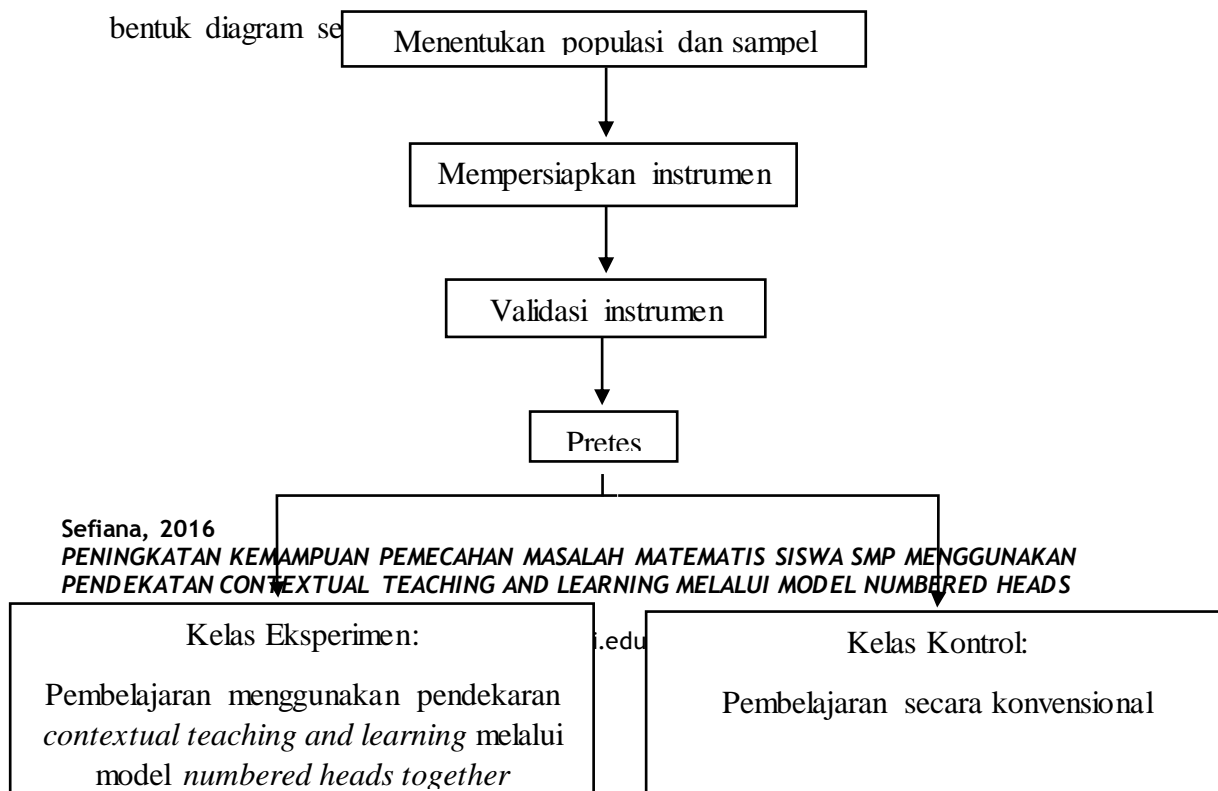 bentuk diagram se
Menentukan populasi dan sampel
Mempersiapkan instrumen
Validasi instrumen
Pretes
Sefiana, 2016
PENINGKATAN KEMAMPUAN PEMECAHAN MASALAH MATEMATIS SISWA SMP MENGGUNAKAN
PENDEKATAN CONTEXTUAL TEACHING AND LEARNING MELALUI MODEL NUMBERED HEADS
i.edu
Kelas Eksperimen:
Pembelajaran menggunakan pendekaran
contextual teaching and learning melalui
model numbered heads together
Kelas Kontrol:
Pembelajaran secara konvensional